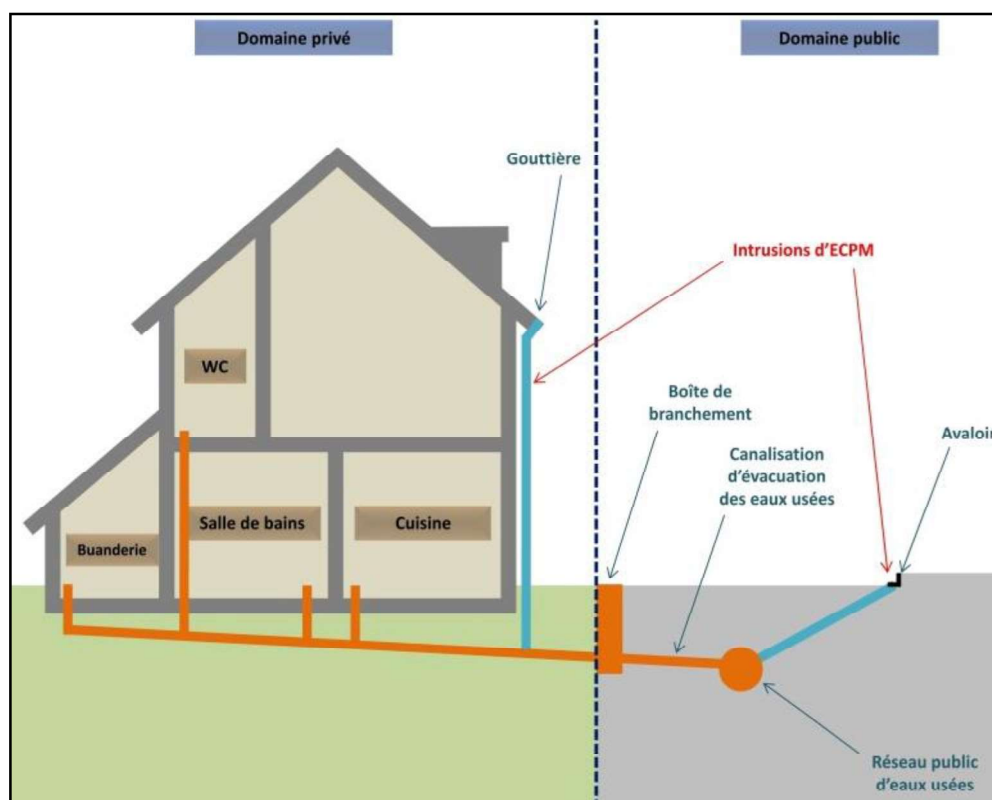 Domaine privé
Domaine public
Gouttière
Intrusions d'ECPM
WC
Boîte de
branchement
Avaloir
Canalisation
d'évacuation
des eaux usées
Salle de bains
Cuisine
Buanderie
Réseau public
d'eaux usées